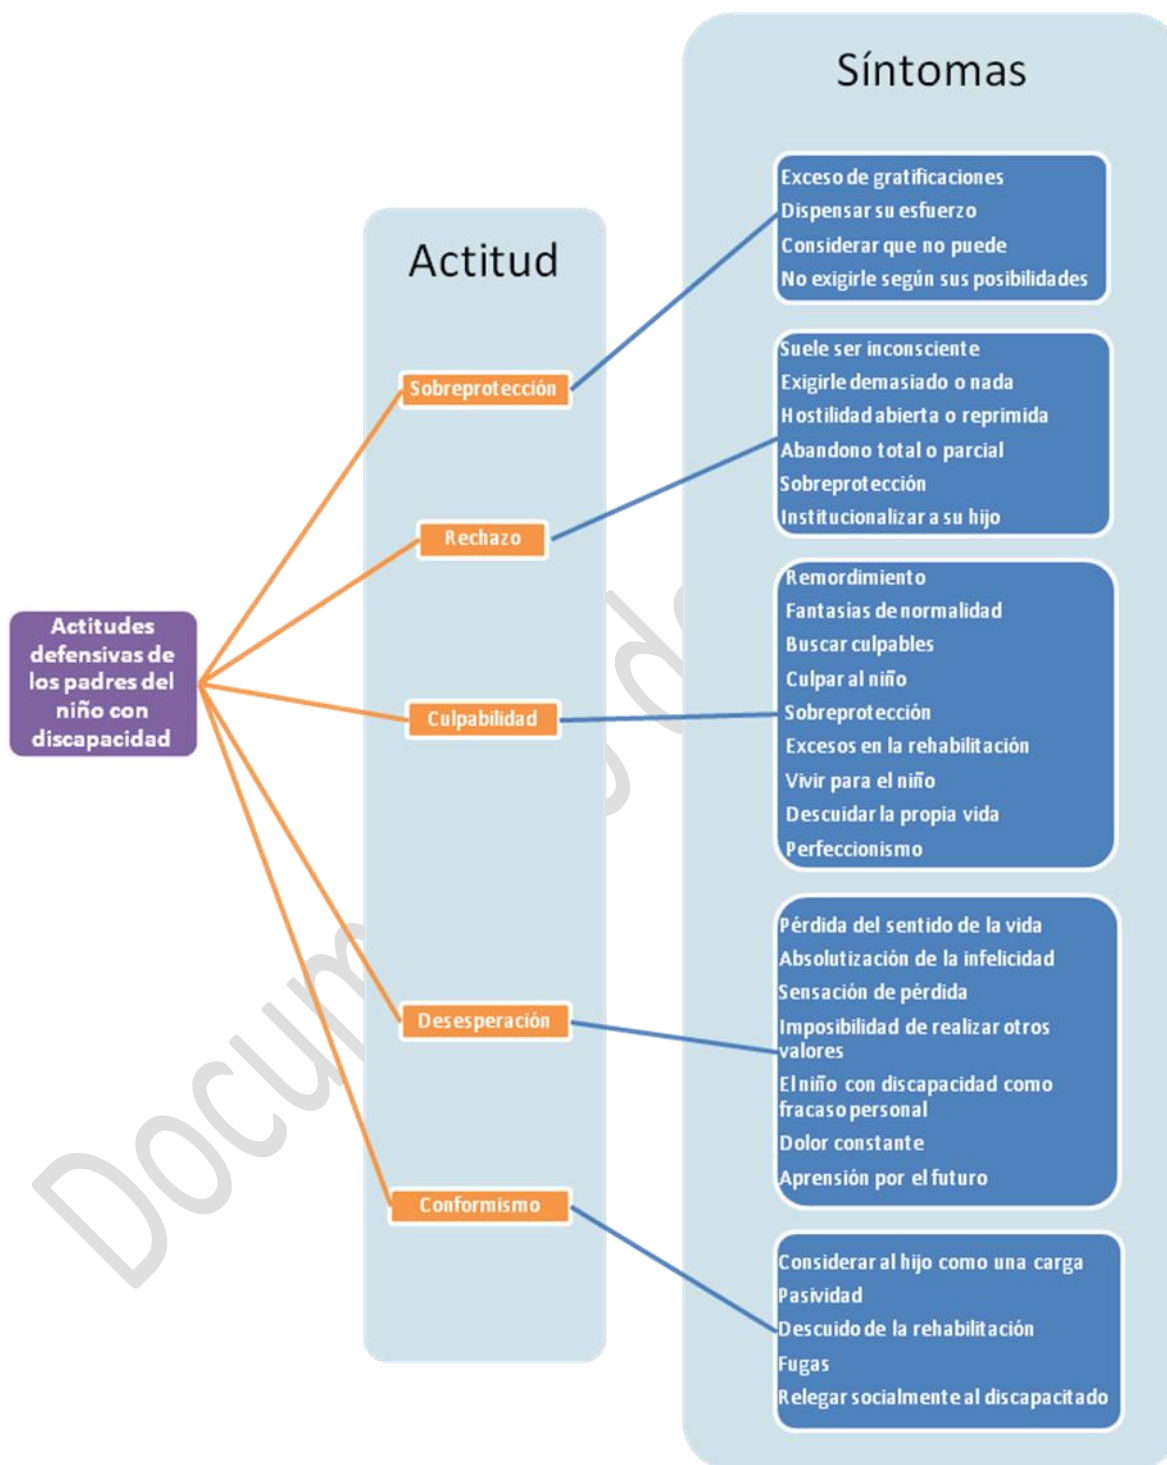 Síntomas
Actitud
Actitudes
defensivas de
los padres del
niño con
discapacidad
Sobreprotección
Exceso de gratificaciones
Dispensar su esfuerzo
Considerar que no puede
No exigirle según sus posibilidades
Rechazo
Suele ser inconsciente
Exigirle demasiado o nada
Hostilidad abierta o reprimida
Abandono total o parcial
Sobreprotección
Institucionalizar a su hijo
Culpabilidad
Remordimiento
Fantasías de normalidad
Buscar culpables
Culpar al niño
Sobreprotección
Excesos en la rehabilitación
Vivir para el niño
Descuidar la propia vida
Perfeccionismo
Desesperación
Pérdida del sentido de la vida
Absolutización de la infelicidad
Sensación de pérdida
Imposibilidad de realizar otros
valores
El niño con discapacidad como
fracaso personal
Dolor constante
Aprensión por el futuro
Conformismo
Considerar al hijo como una carga
Pasividad
Descuido de la rehabilitación
Fugas
Relegar socialmente al discapacitado